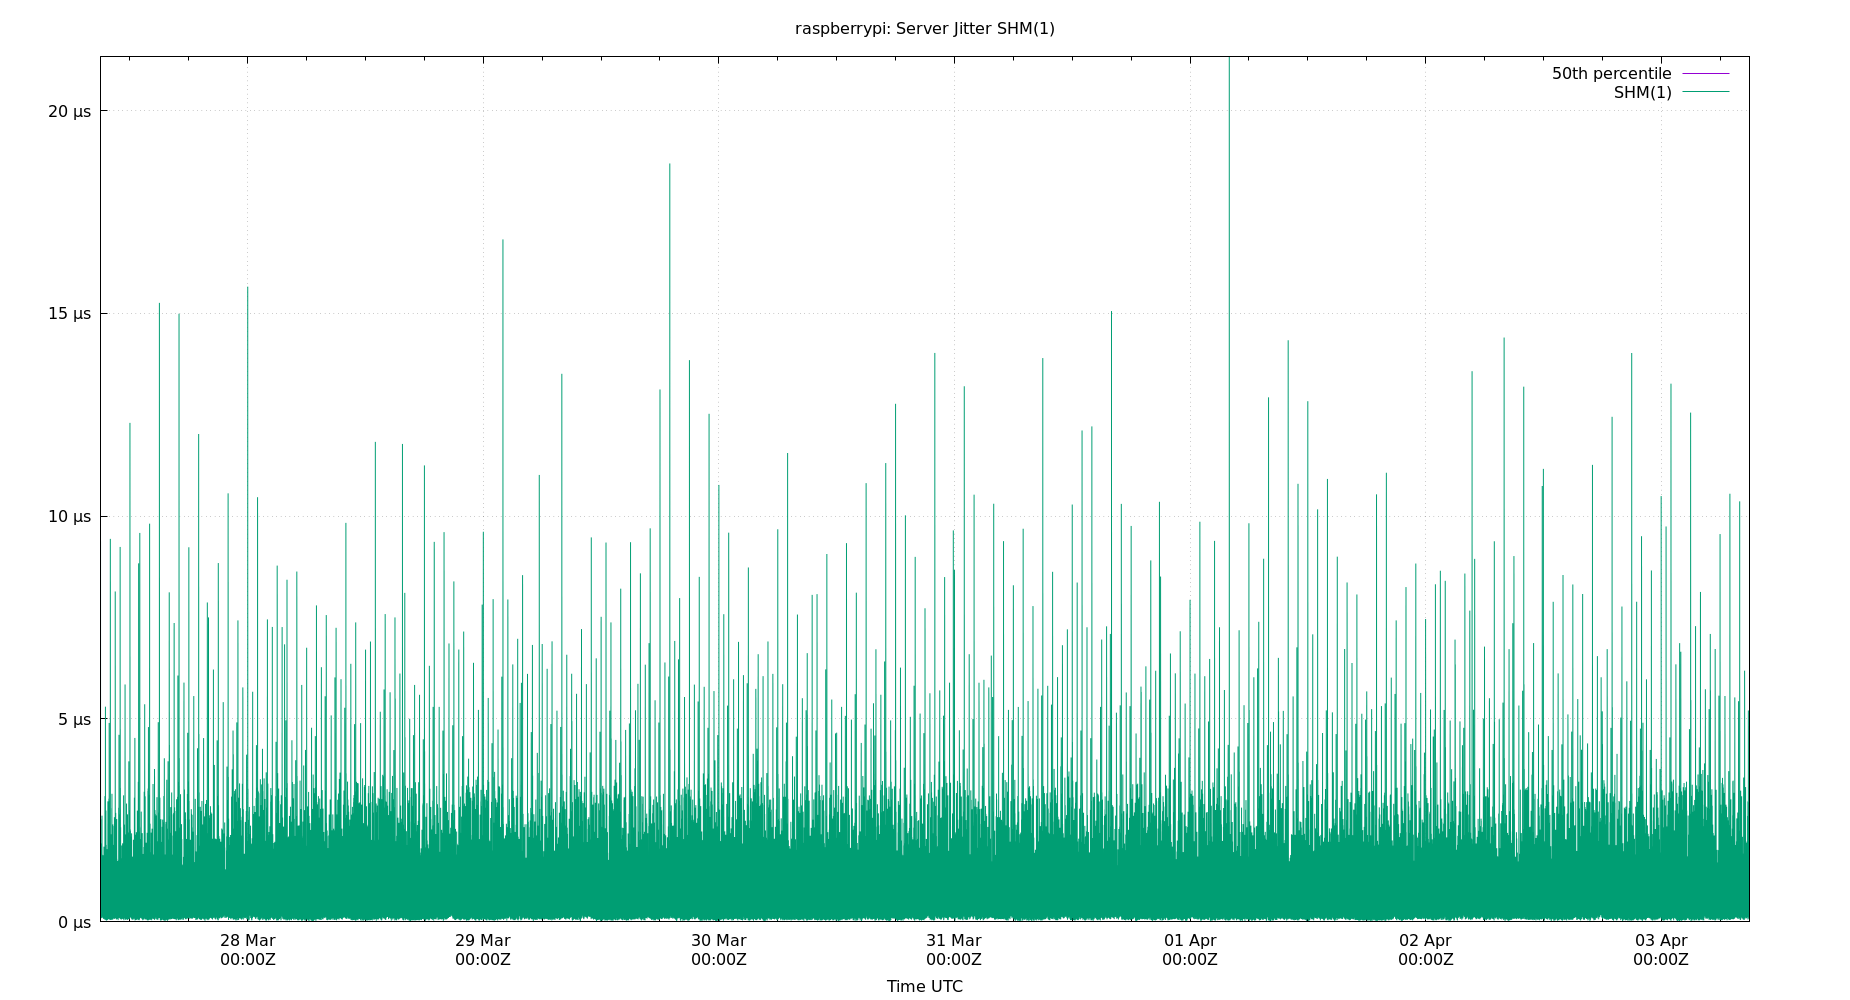 raspberrypi: Server Jitter SHM(1)
50th percentile
SHM(1)
20 µs
15 µs
10 µs
5 µs
0 µs
28 Mar 29 Mar 30 Mar 31 Mar 01 Apr 02 Apr 03 Apr
00:00Z 00:00Z 00:00Z 00:00Z 00:00Z 00:00Z 00:00Z
Time UTC